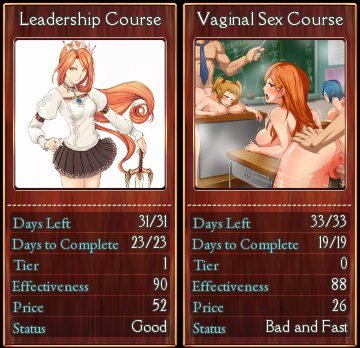 Leadership Course
Days Left 31/31
Days to Complete 23/23
Tier 1
Effectiveness 90
Price 52
Status Good
Vaginal Sex Course
Days Left 33/33
Days to Complete 19/19
Tier 0
Effectiveness 88
Price 26
Status Bad and Fast